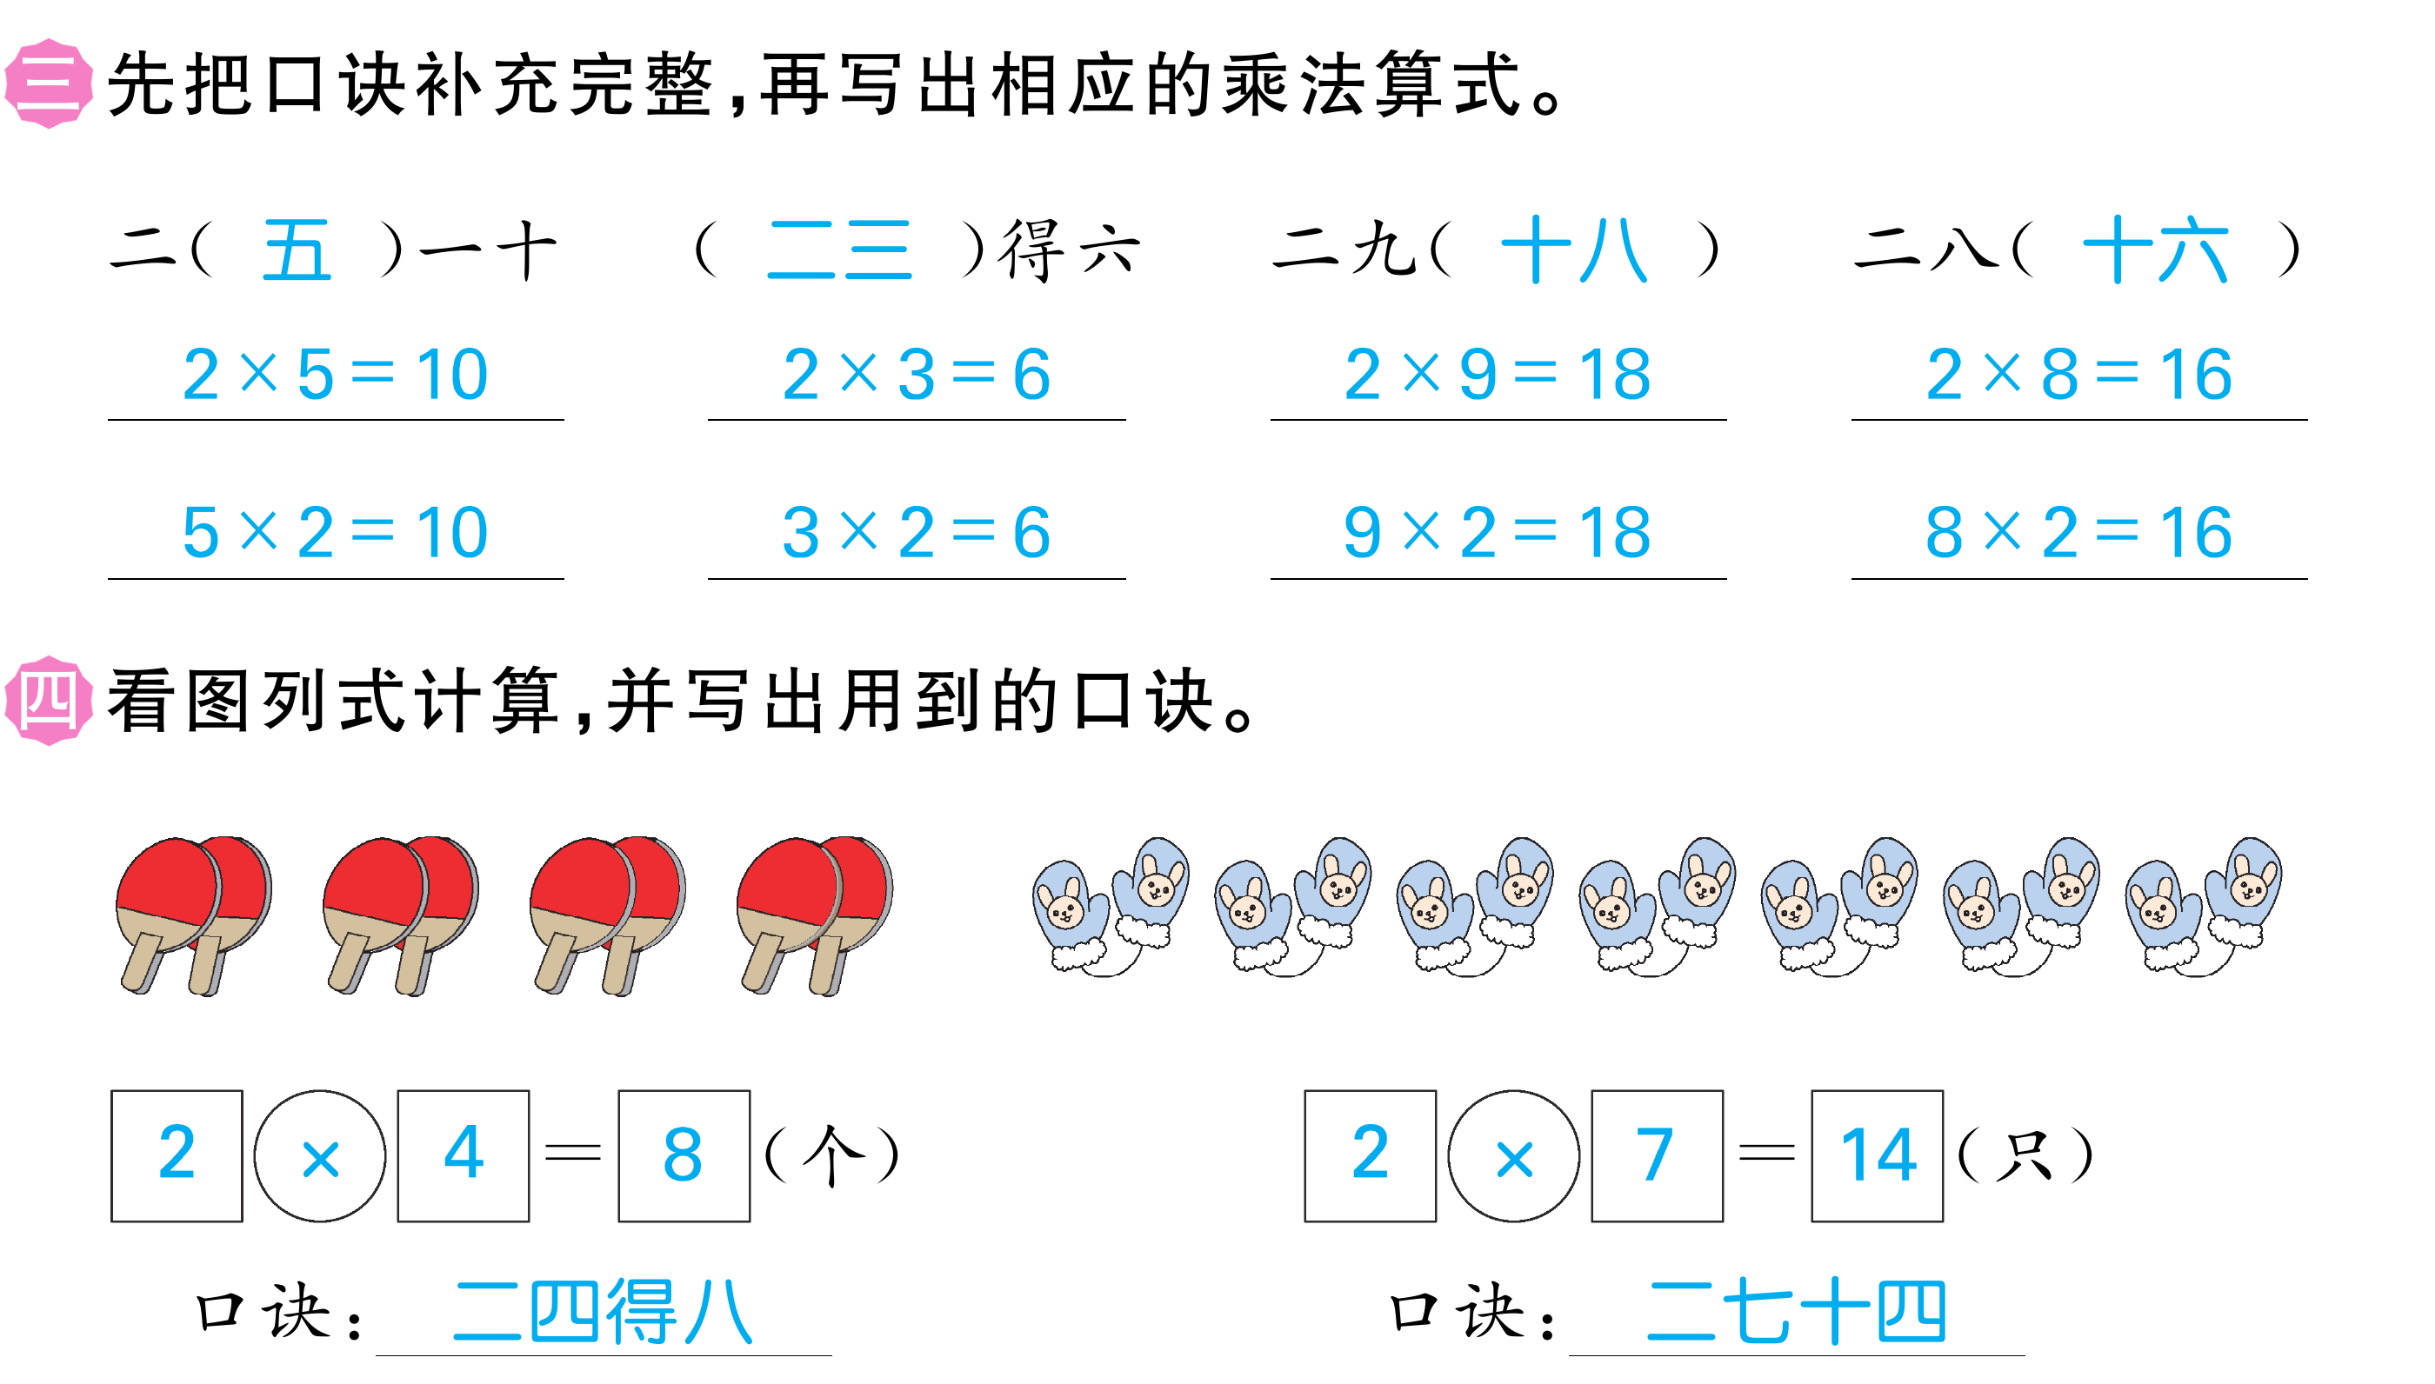 三 先把口诀补充完整,再写出相应的乘法算式。
二( 五 )一十 ( 二三 )得六 二九( 十八 ) 二八( 十六 )
2×5=10 2×3=6 2×9=18 2×8=16
5×2=10 3×2=6 9×2=18 8×2=16
四 看图列式计算,并写出用到的口诀。
2 × 4 = 8 (个) 2 × 7 = 14 (只)
口诀: 二四得八 口诀: 二七十四